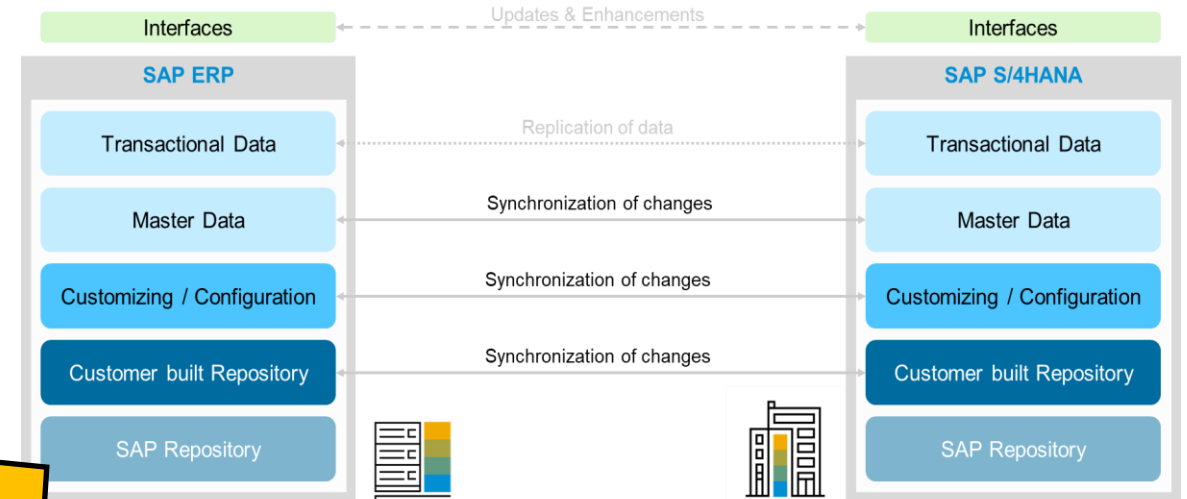 Updates & Enhancements
Interfaces
Interfaces
SAP ERP
SAP S/4HANA
Transactional Data
Replication of data
Transactional Data
Master Data
Synchronization of changes
Master Data
Customizing / Configuration
Synchronization of changes
Customizing / Configuration
Customer built Repository
Synchronization of changes
Customer built Repository
SAP Repository
SAP Repository